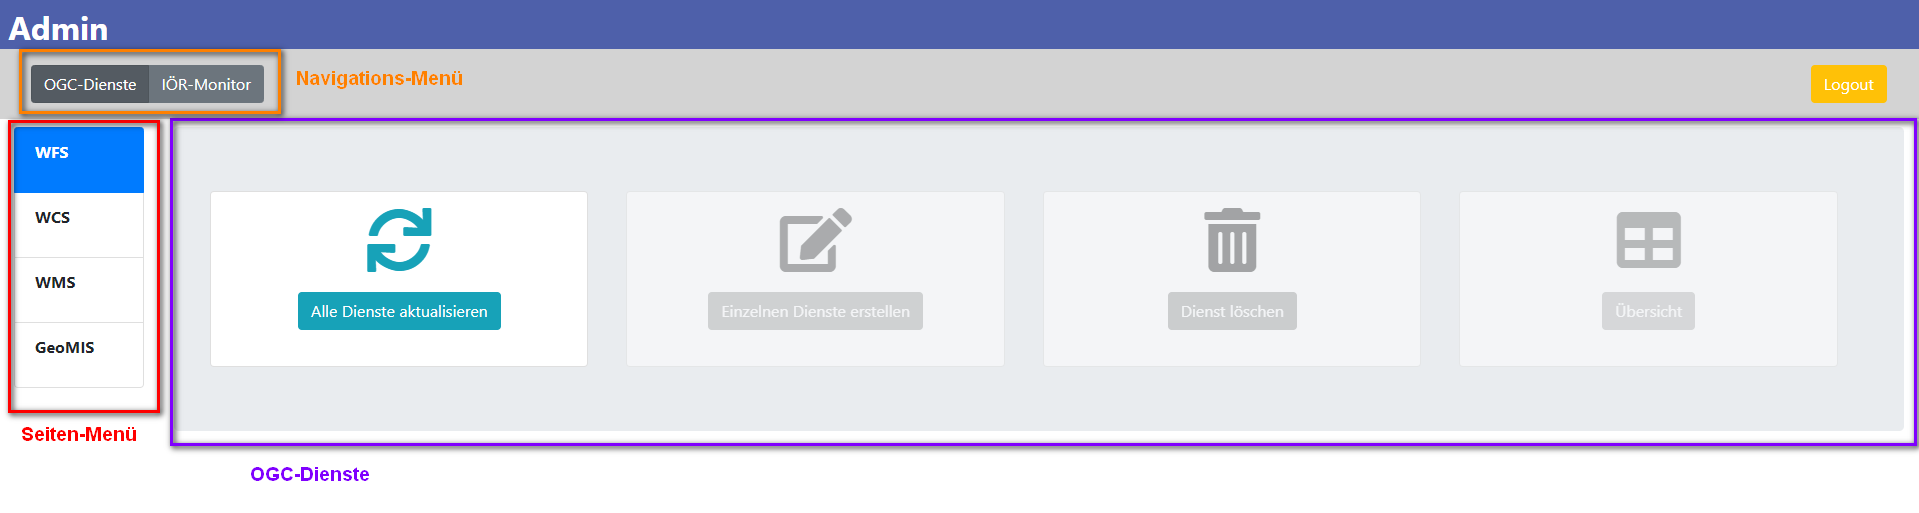 Admin
OGC-Dienste IÖR-Monitor
Navigations-Menü
Logout
WFS
WCS
WMS
GeoMIS
Seiten-Menü
Alle Dienste aktualisieren
Einzelnen Dienste erstellen
Dienst löschen
Übersicht
OGC-Dienste